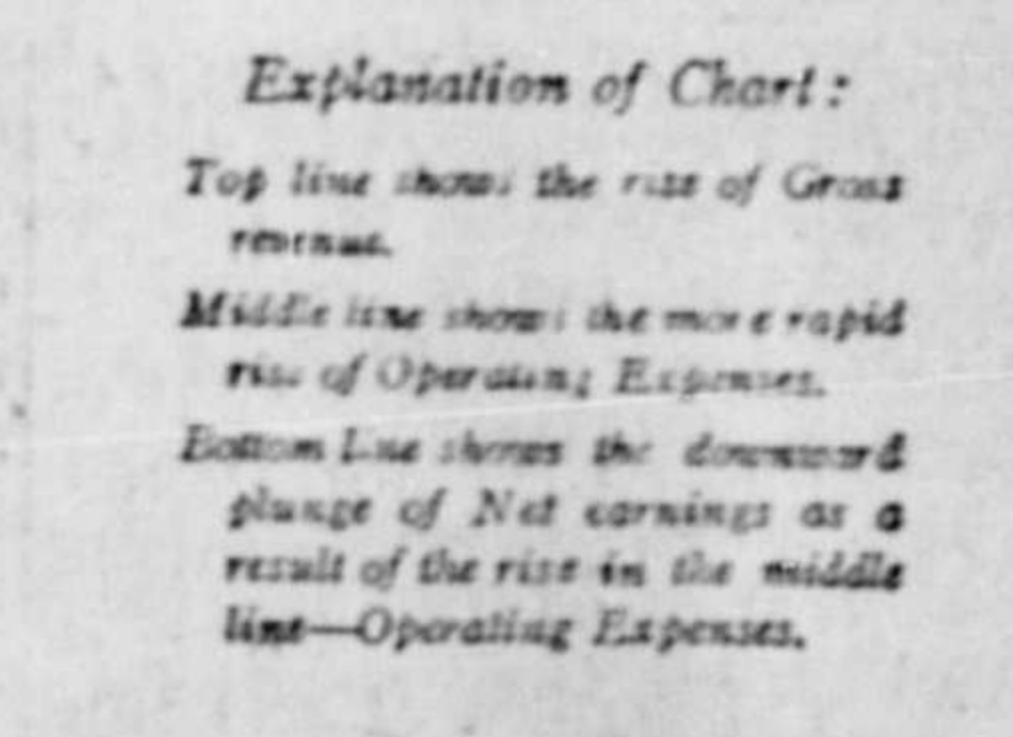 Explanation of Chart:
Top line shows the rise of Gross
revenue.
Middle line shows the more rapid
rise of Operating Expenses.
Bottom Line shows the downward
plunge of Net earnings as a
result of the rise in the middle
line—Operating Expenses.